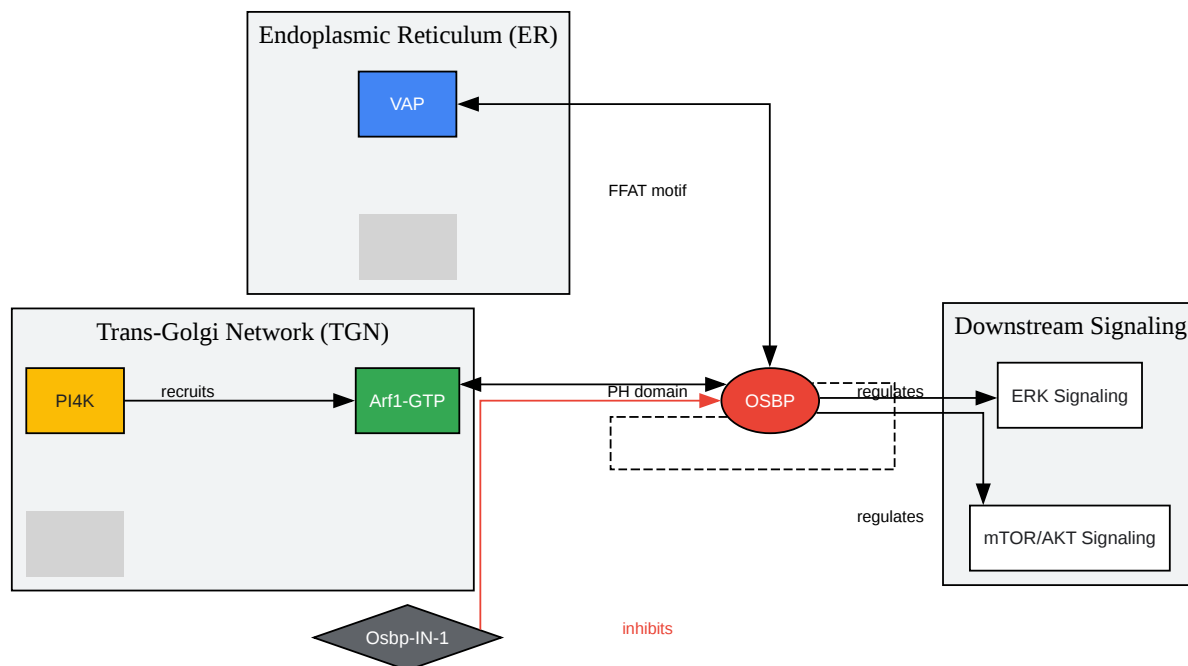 Endoplasmic Reticulum (ER)
VAP
FFAT motif
Trans-Golgi Network (TGN)
PI4K
recruits
Arf1-GTP
PH domain
OSBP
regulates
Downstream Signaling
ERK Signaling
regulates
mTOR/AKT Signaling
Osbp-IN-1
inhibits